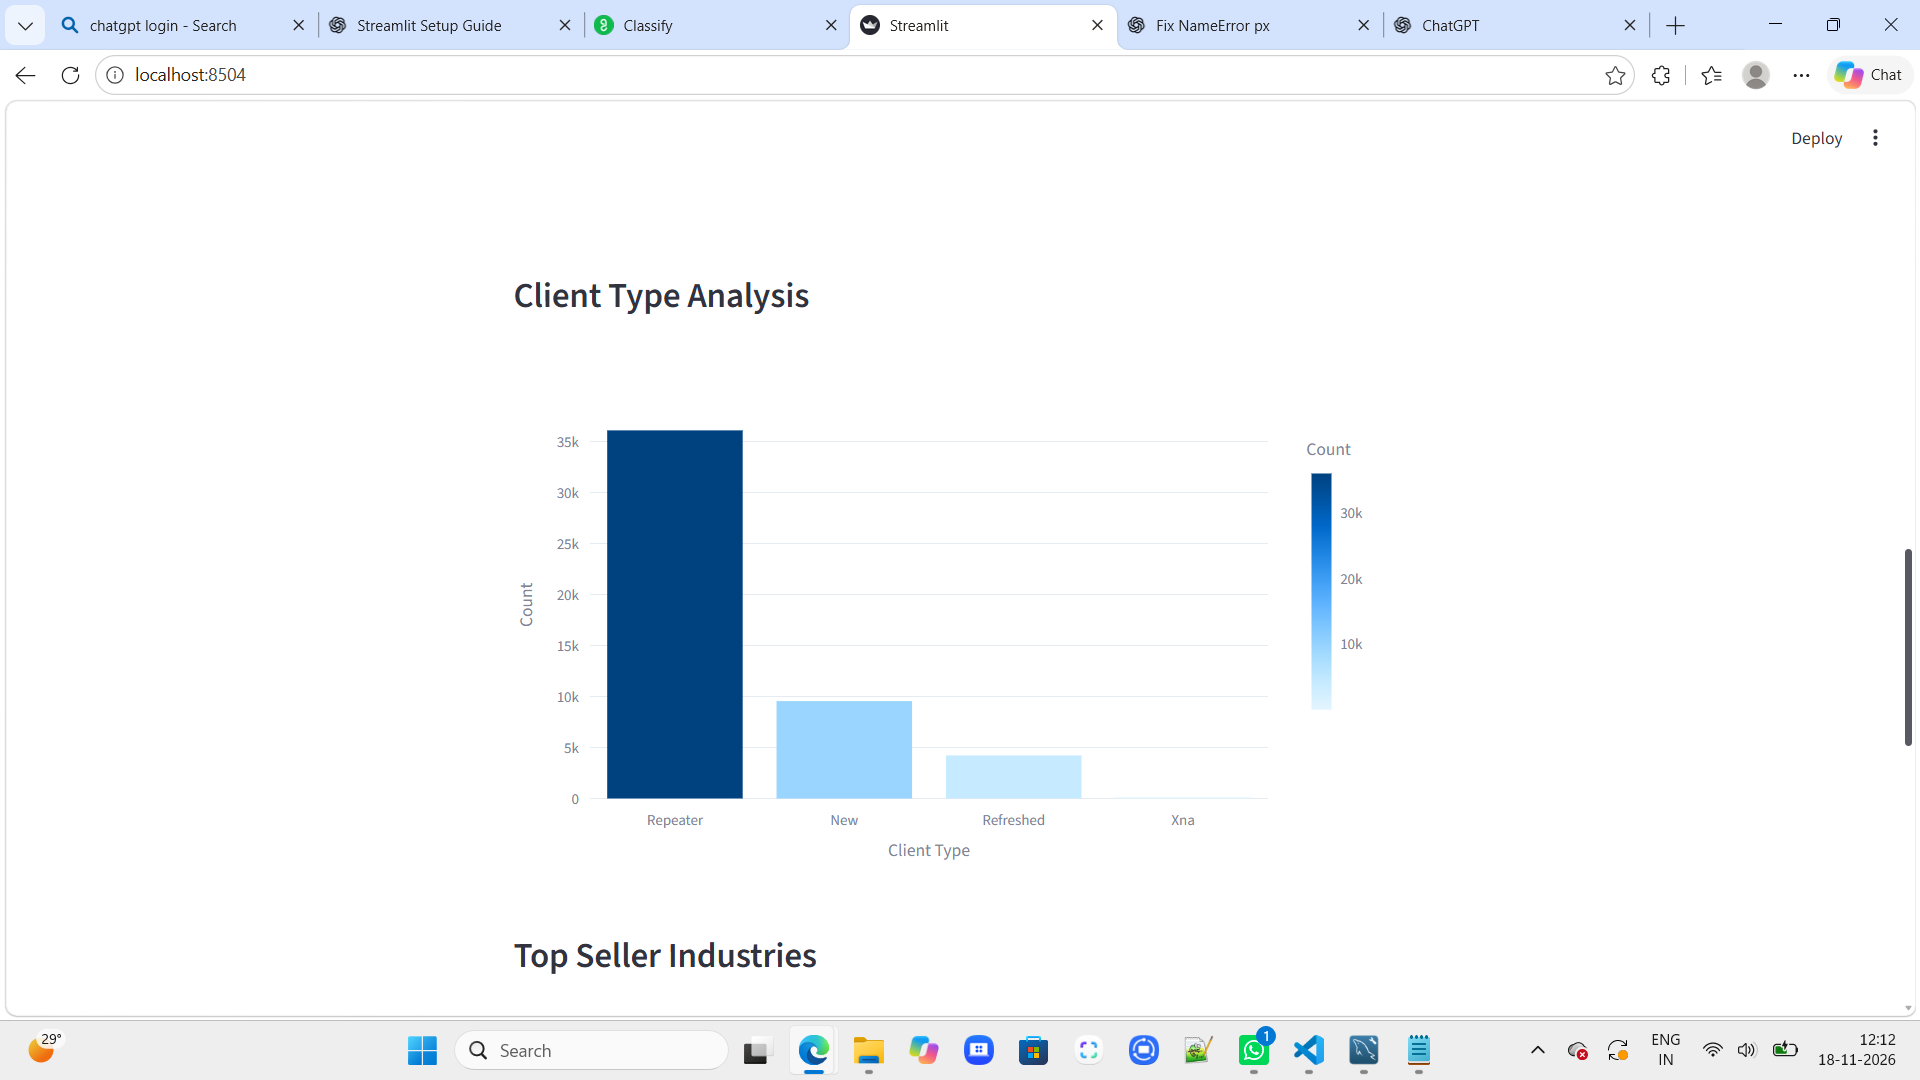 chatgpt login - Search
Streamlit Setup Guide
Classify
Streamlit
Fix NameError px
ChatGPT
localhost:8504
Chat
Deploy
Client Type Analysis
Count
35k
30k
25k
20k
15k
10k
5k
0
Repeater
New
Refreshed
Xna
Client Type
Count
30k
20k
10k
Top Seller Industries
29°
Search
1
ENG
IN
12:12
18-11-2026